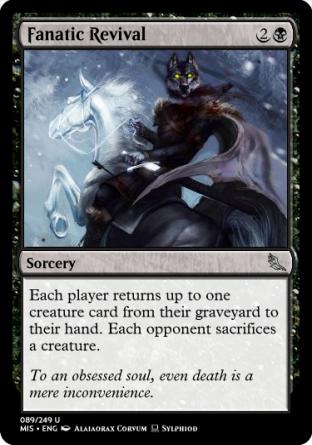 Fanatic Revival 2
Sorcery
Each player returns up to one
creature card from their graveyard to
their hand. Each opponent sacrifices
a creature.
To an obsessed soul, even death is a
mere inconvenience.
089/249 U
MIS • ENG Alaiaorax Corvum & Sylphiod